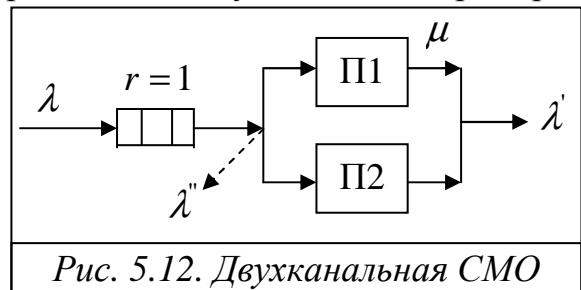 λ
r = 1
П1
μ
П2
λ'
λ"
Рис. 5.12. Двухканальная СМО